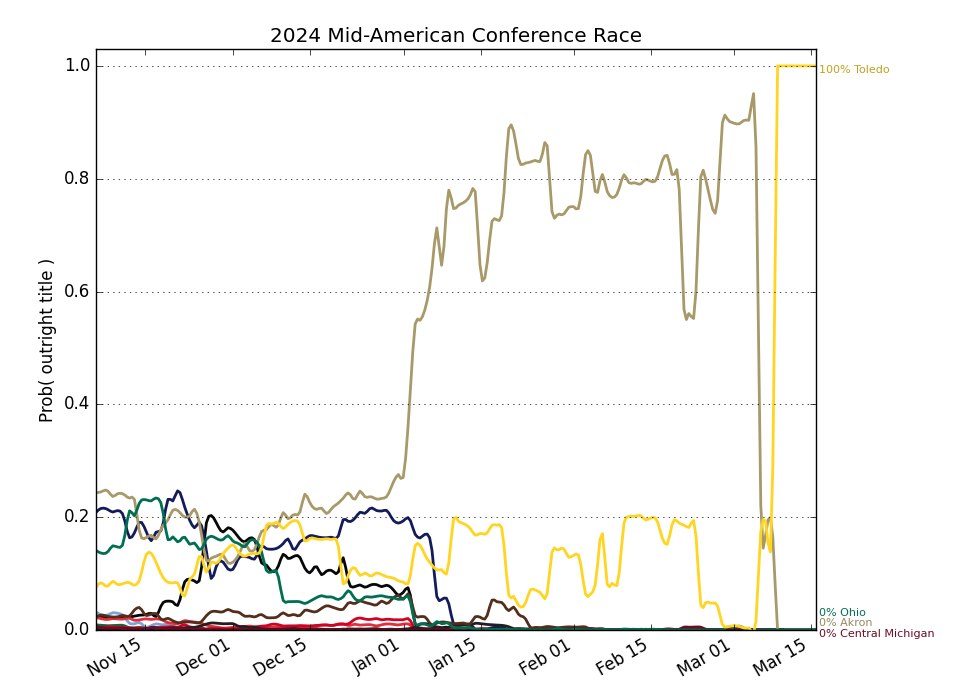 2024 Mid-American Conference Race
1.0
100% Toledo
0.8
0.6
Prob( outright title )
0.4
0.2
0% Ohio
0% Akron
0.0
0% Central Michigan
Nov 15
Dec 01
Dec 15
Jan 01
Jan 15
Feb 01
Feb 15
Mar 01
Mar 15